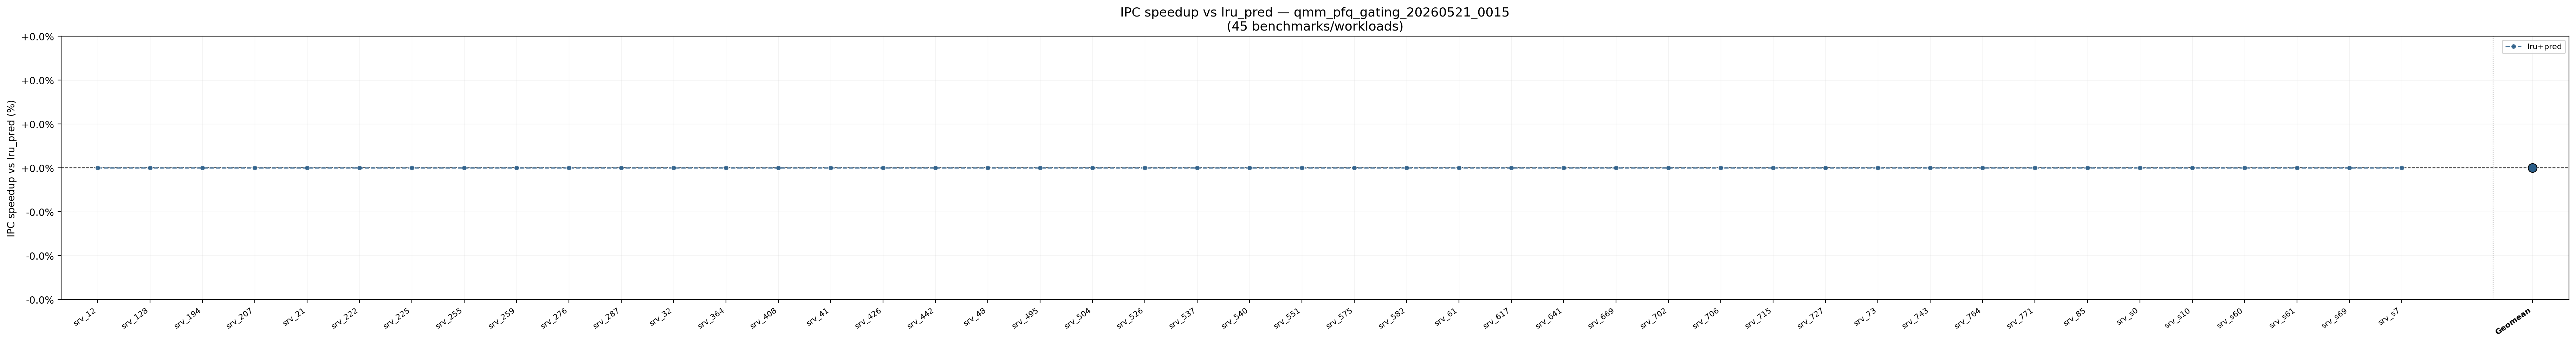 IPC speedup vs lru_pred — qmm_pfq_gating_20260521_0015
(45 benchmarks/workloads)
IPC speedup vs lru_pred (%)
+0.0%
+0.0%
+0.0%
+0.0%
-0.0%
-0.0%
-0.0%
lru+pred
srv_12
srv_128
srv_194
srv_207
srv_21
srv_222
srv_225
srv_255
srv_259
srv_276
srv_287
srv_32
srv_364
srv_408
srv_41
srv_426
srv_442
srv_48
srv_495
srv_504
srv_526
srv_537
srv_540
srv_551
srv_575
srv_582
srv_61
srv_617
srv_641
srv_669
srv_702
srv_706
srv_715
srv_727
srv_73
srv_743
srv_764
srv_771
srv_85
srv_s0
srv_s10
srv_s60
srv_s61
srv_s69
srv_s7
Geomean